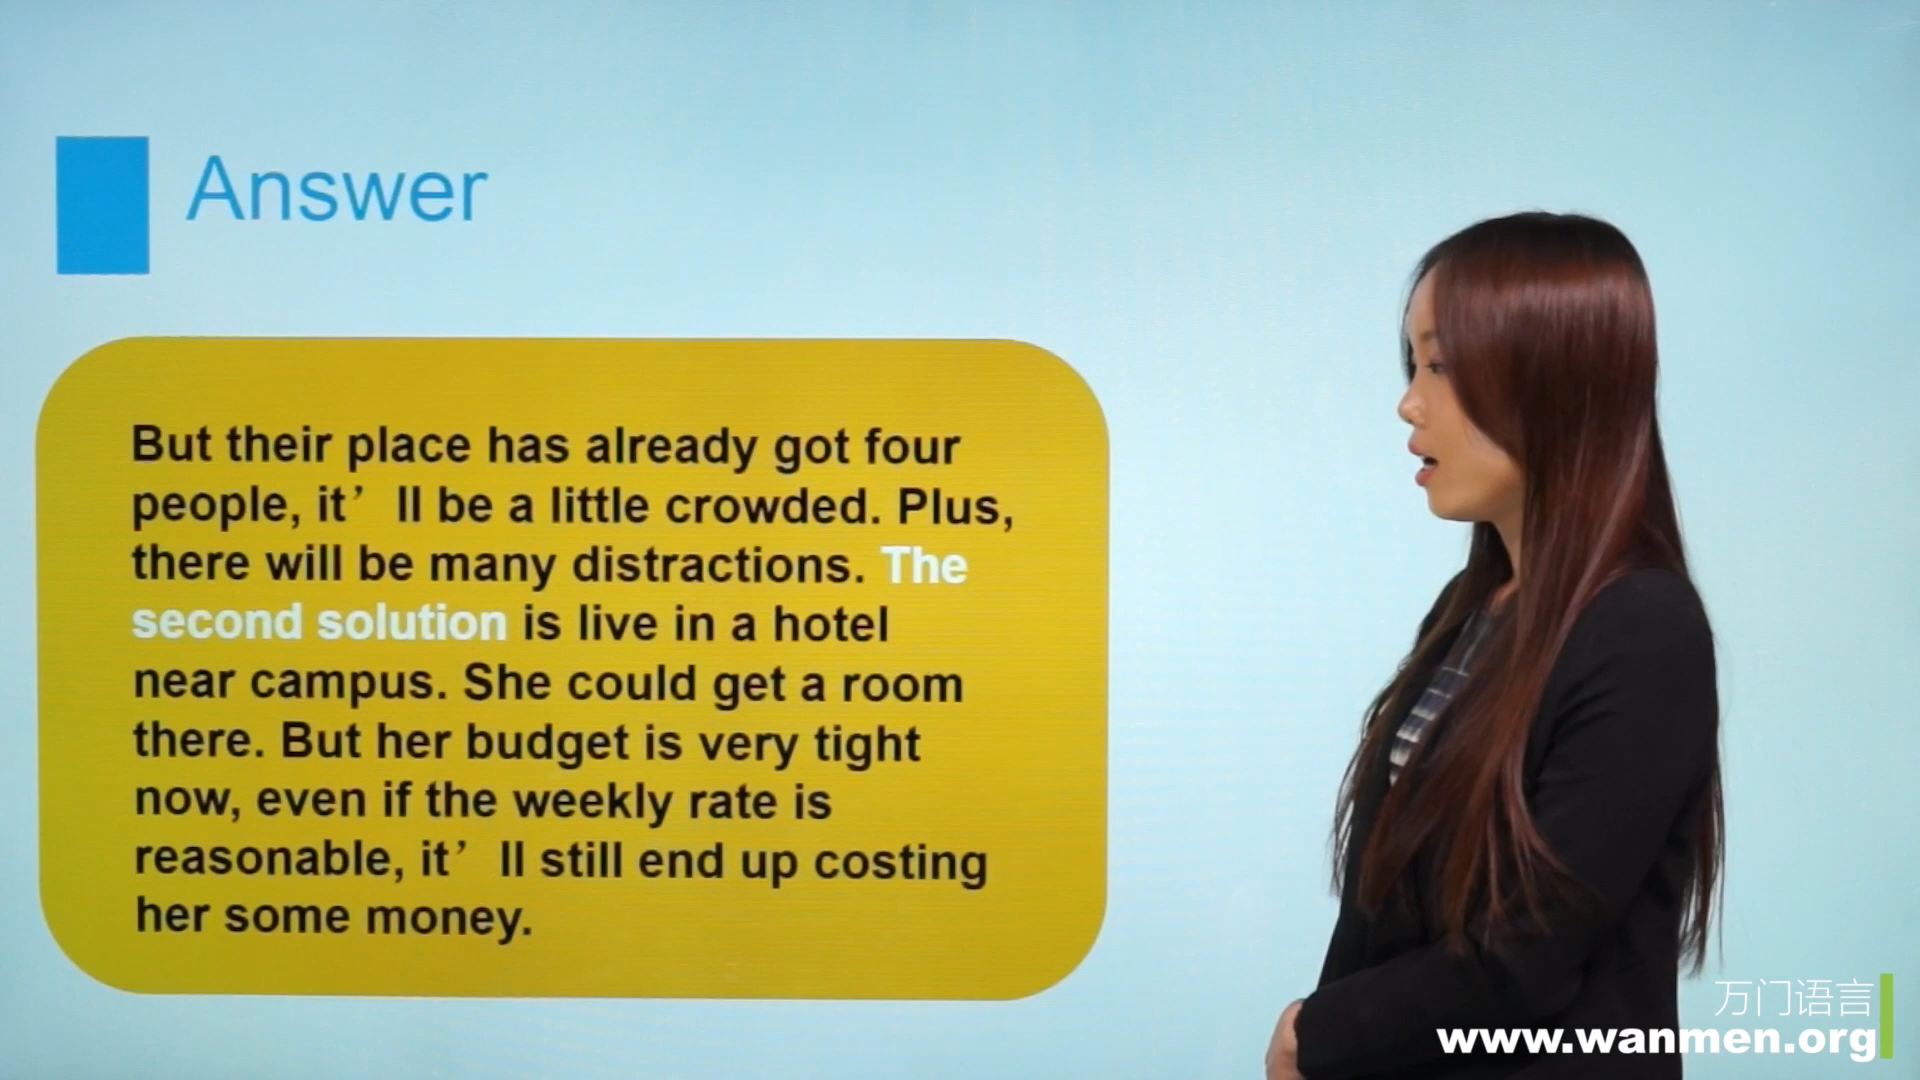 Answer
But their place has already got four
people, it’ll be a little crowded. Plus,
there will be many distractions. The
second solution is live in a hotel
near campus. She could get a room
there. But her budget is very tight
now, even if the weekly rate is
reasonable, it’ll still end up costing
her some money.
万门语言
www.wanmen.org